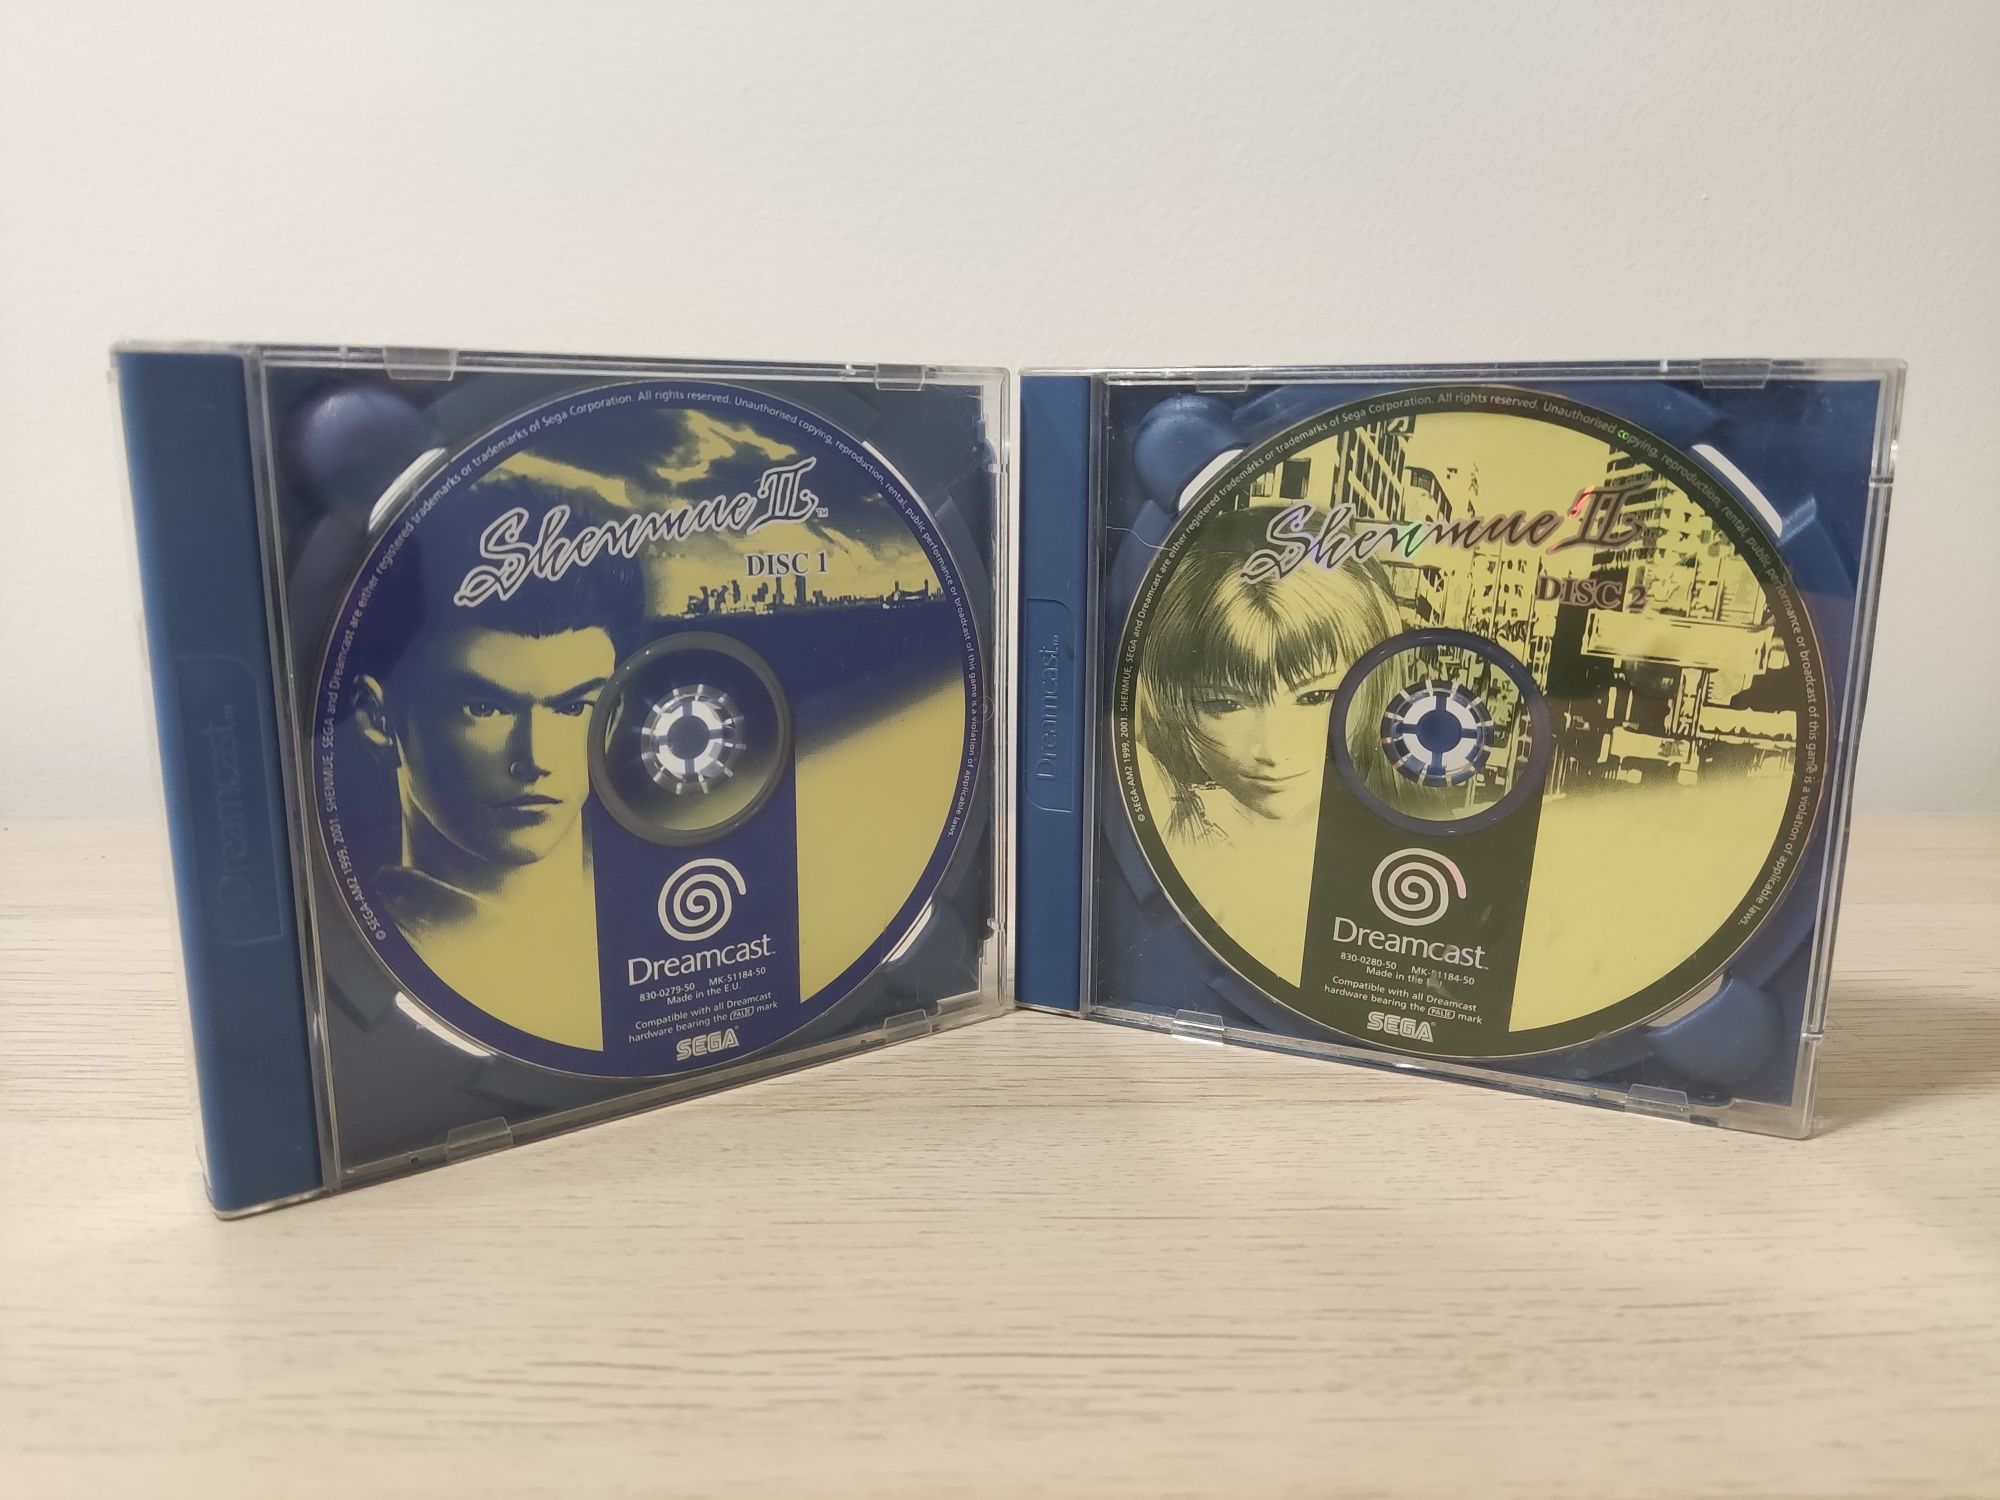 Dreamcast™
© SEGA-AM2 1999, 2001. SHENMUE, SEGA and Dreamcast are either registered trademarks or trademarks of Sega Corporation. All rights reserved. Unauthorised copying, reproduction, rental, public performance or broadcast of this game is a violation of applicable laws.
Shenmue II™
DISC 1
Dreamcast™
830-0279-50 MK-51184-50
Made in the E.U.
Compatible with all Dreamcast
hardware bearing the PAL/E mark
SEGA
Dreamcast™
© SEGA-AM2 1999, 2001. SHENMUE, SEGA and Dreamcast are either registered trademarks or trademarks of Sega Corporation. All rights reserved. Unauthorised copying, reproduction, rental, public performance or broadcast of this game is a violation of applicable laws.
Shenmue II
DISC 2
Dreamcast™
830-0280-50 MK-51184-50
Made in the
Compatible with all Dreamcast
hardware bearing the PAL/E mark
SEGA